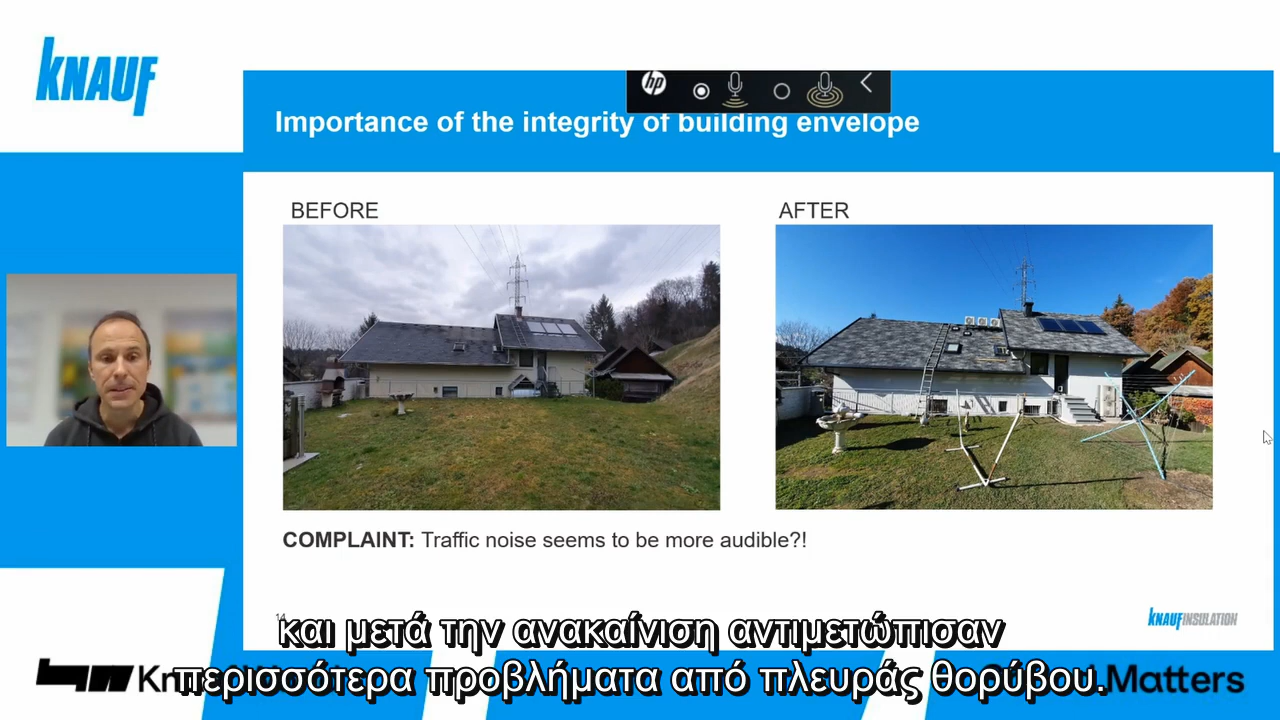 KNAUF
hp
Importance of the integrity of building envelope
BEFORE
AFTER
COMPLAINT: Traffic noise seems to be more audible?!
KNAUFINSULATION
και μετά την ανακαίνιση αντιμετώπισαν
περισσότερα προβλήματα από πλευράς θορύβου.
Matters